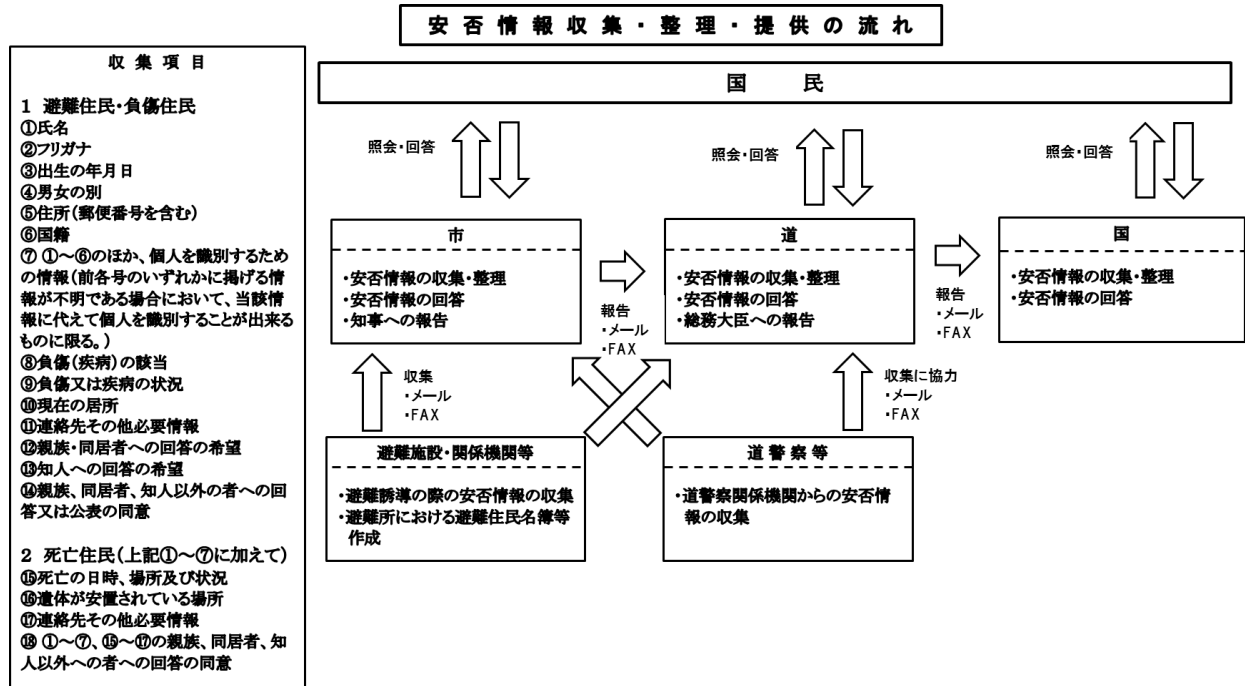 安否情報収集・整理・提供の流れ
収集項目
1 避難住民・負傷住民
①氏名
②フリガナ
③出生の年月日
④男女の別
⑤住所(郵便番号を含む)
⑥国籍
⑦ ①～⑥のほか、個人を識別するため
の情報(前各号のいずれかに掲げる情
報が不明である場合において、当該情
報に代えて個人を識別することが出来る
ものに限る。)
⑧負傷(疾病)の該当
⑨負傷又は疾病の状況
⑩現在の居所
⑪連絡先その他必要情報
⑫親族・同居者への回答の希望
⑬知人への回答の希望
⑭親族、同居者、知人以外の者への回
答又は公表の同意
2 死亡住民(上記①～⑦に加えて)
⑮死亡の日時、場所及び状況
⑯遺体が安置されている場所
⑰連絡先その他必要情報
⑱ ①～⑦、⑮～⑰の親族、同居者、知
人以外への者への回答の同意
国民
照会・回答
照会・回答
照会・回答
市
・安否情報の収集・整理
・安否情報の回答
・知事への報告
報告
・メール
・FAX
道
・安否情報の収集・整理
・安否情報の回答
・総務大臣への報告
報告
・メール
・FAX
国
・安否情報の収集・整理
・安否情報の回答
収集
・メール
・FAX
収集に協力
・メール
・FAX
避難施設・関係機関等
・避難誘導の際の安否情報の収集
・避難所における避難住民名簿等
作成
道警察等
・道警察関係機関からの安否情
報の収集